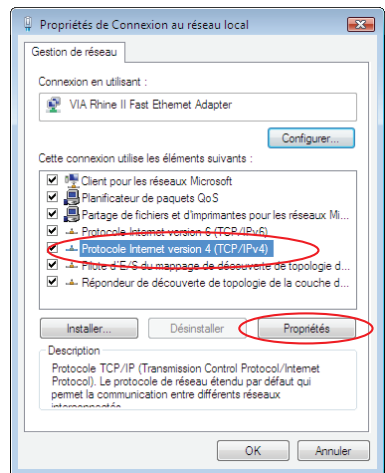 Propriétés de Connexion au réseau local
Gestion de réseau
Connexion en utilisant :
VIA Rhine II Fast Ethernet Adapter
Configurer...
Cette connexion utilise les éléments suivants :
Client pour les réseaux Microsoft
Planificateur de paquets QoS
Partage de fichiers et d'imprimantes pour les réseaux Mi...
Protocole Internet version 6 (TCP/IPv6)
Protocole Internet version 4 (TCP/IPv4)
Pilote d'E/S du mappage de découverte de topologie d...
Répondeur de découverte de topologie de la couche d...
Installer...
Désinstaller
Propriétés
Description
Protocole TCP/IP (Transmission Control Protocol/Internet
Protocol). Le protocole de réseau étendu par défaut qui
permet la communication entre différents réseaux
interconnectés.
OK
Annuler